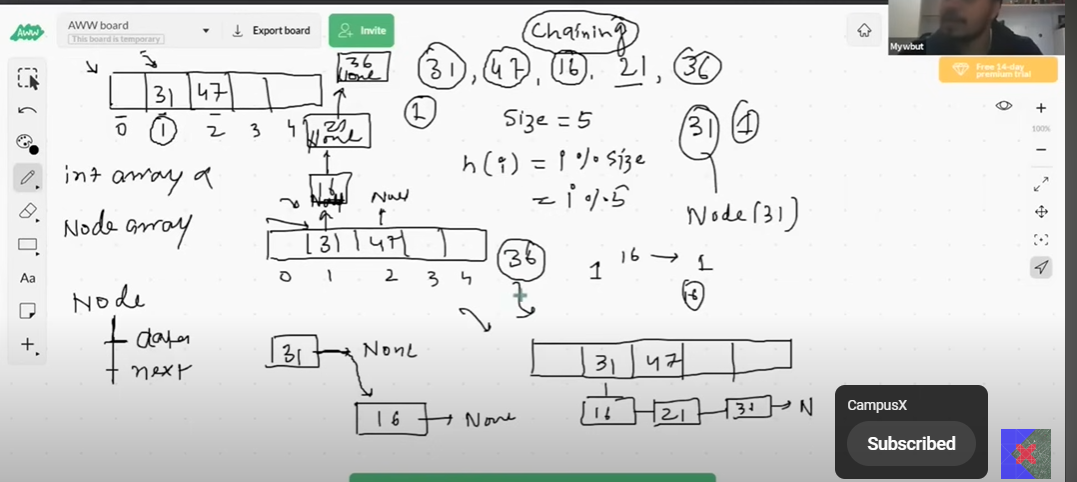 AWW
AWW board
This board is temporary
Export board
Invite
Mywbut
Free 14-day
premium trial
100%
Aa
Chaining
31, 47, 16, 21, 36
1
Size = 5
h(i) = i % size
= i % 5
31 1
Node(31)
31 47
0 1 2 3 4
int array a
Node array
36
None
21
None
16
Null
31 47
0 1 2 3 4
36
1 16 → 1
16
Node
data
next
31 → None
16 → None
31 47
16 21 31 → N
CampusX
Subscribed